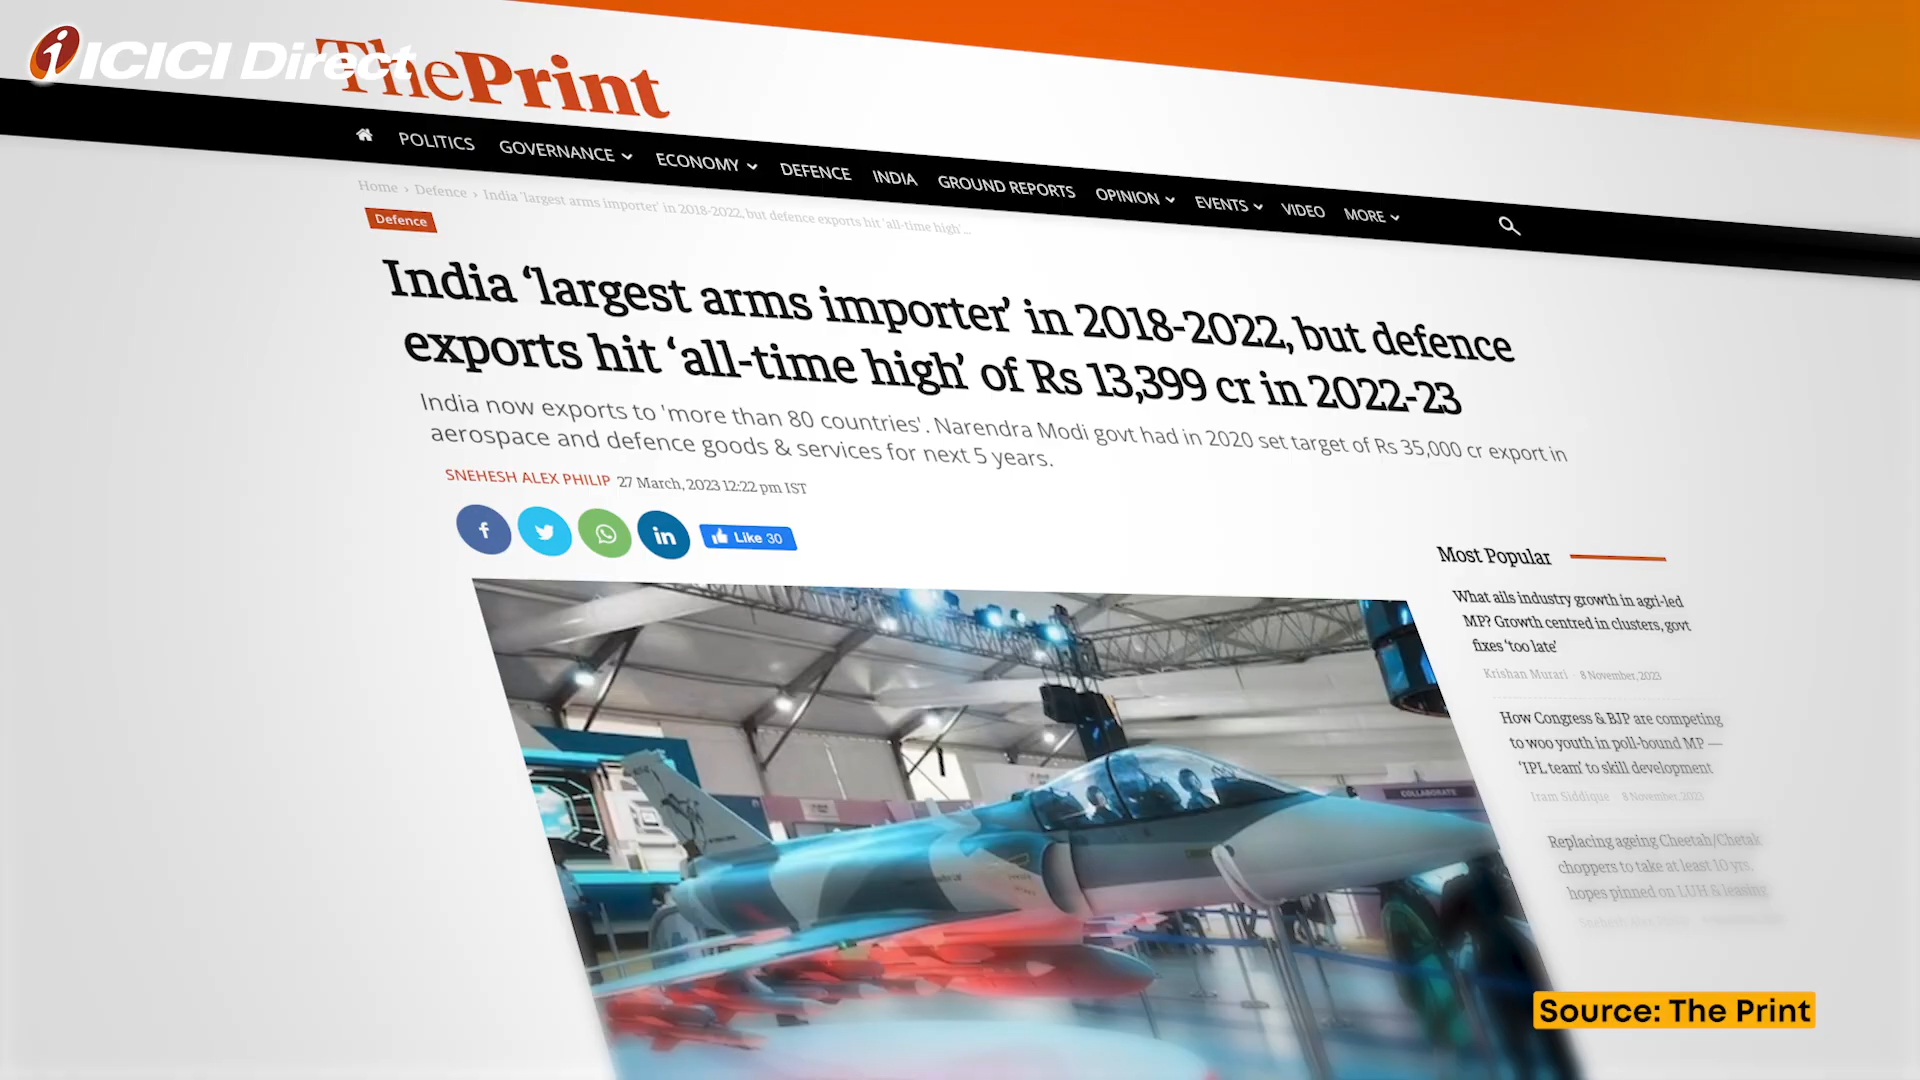 ICICI Direct
ThePrint
POLITICS GOVERNANCE ECONOMY DEFENCE INDIA GROUND REPORTS OPINION EVENTS VIDEO MORE
Home › Defence › India 'largest arms importer' in 2018-2022, but defence exports hit 'all-time high'...
Defence
India ‘largest arms importer’ in 2018-2022, but defence
exports hit ‘all-time high’ of Rs 13,399 cr in 2022-23
India now exports to 'more than 80 countries'. Narendra Modi govt had in 2020 set target of Rs 35,000 cr export in
aerospace and defence goods & services for next 5 years.
SNEHESH ALEX PHILIP 27 March, 2023 12:22 pm IST
Like 30
Most Popular
What ails industry growth in agri-led
MP? Growth centred in clusters, govt
fixes ‘too late’
Krishan Murari - 8 November, 2023
How Congress & BJP are competing
to woo youth in poll-bound MP —
‘IPL team’ to skill development
Iram Siddique - 8 November, 2023
Replacing ageing Cheetah/Chetak
choppers to take at least 10 yrs,
hopes pinned on LUH & leasing
COLLABORATE
Source: The Print